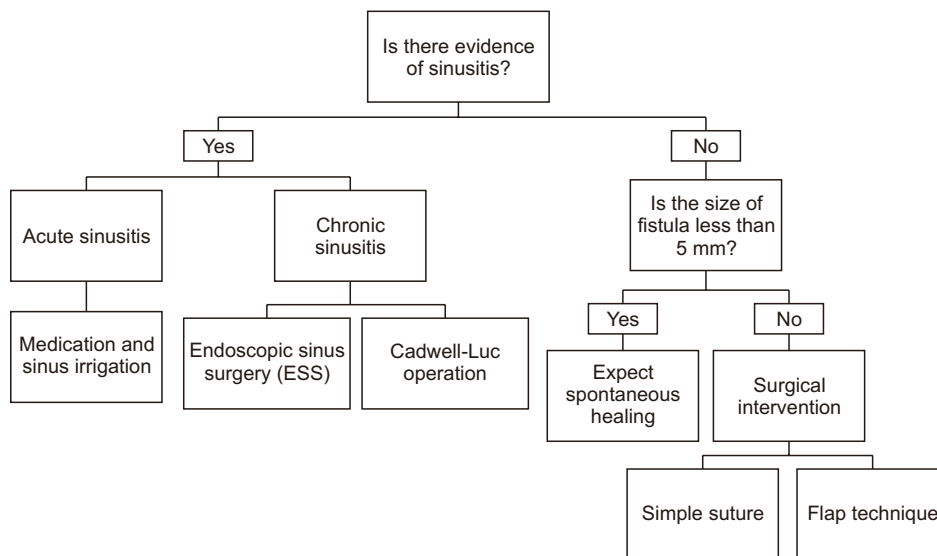 Is there evidence
of sinusitis?
Yes
No
Acute sinusitis
Chronic
sinusitis
Is the size of
fistula less than
5 mm?
Medication and
sinus irrigation
Endoscopic sinus
surgery (ESS)
Cadwell-Luc
operation
Yes
No
Expect
spontaneous
healing
Surgical
intervention
Simple suture
Flap technique